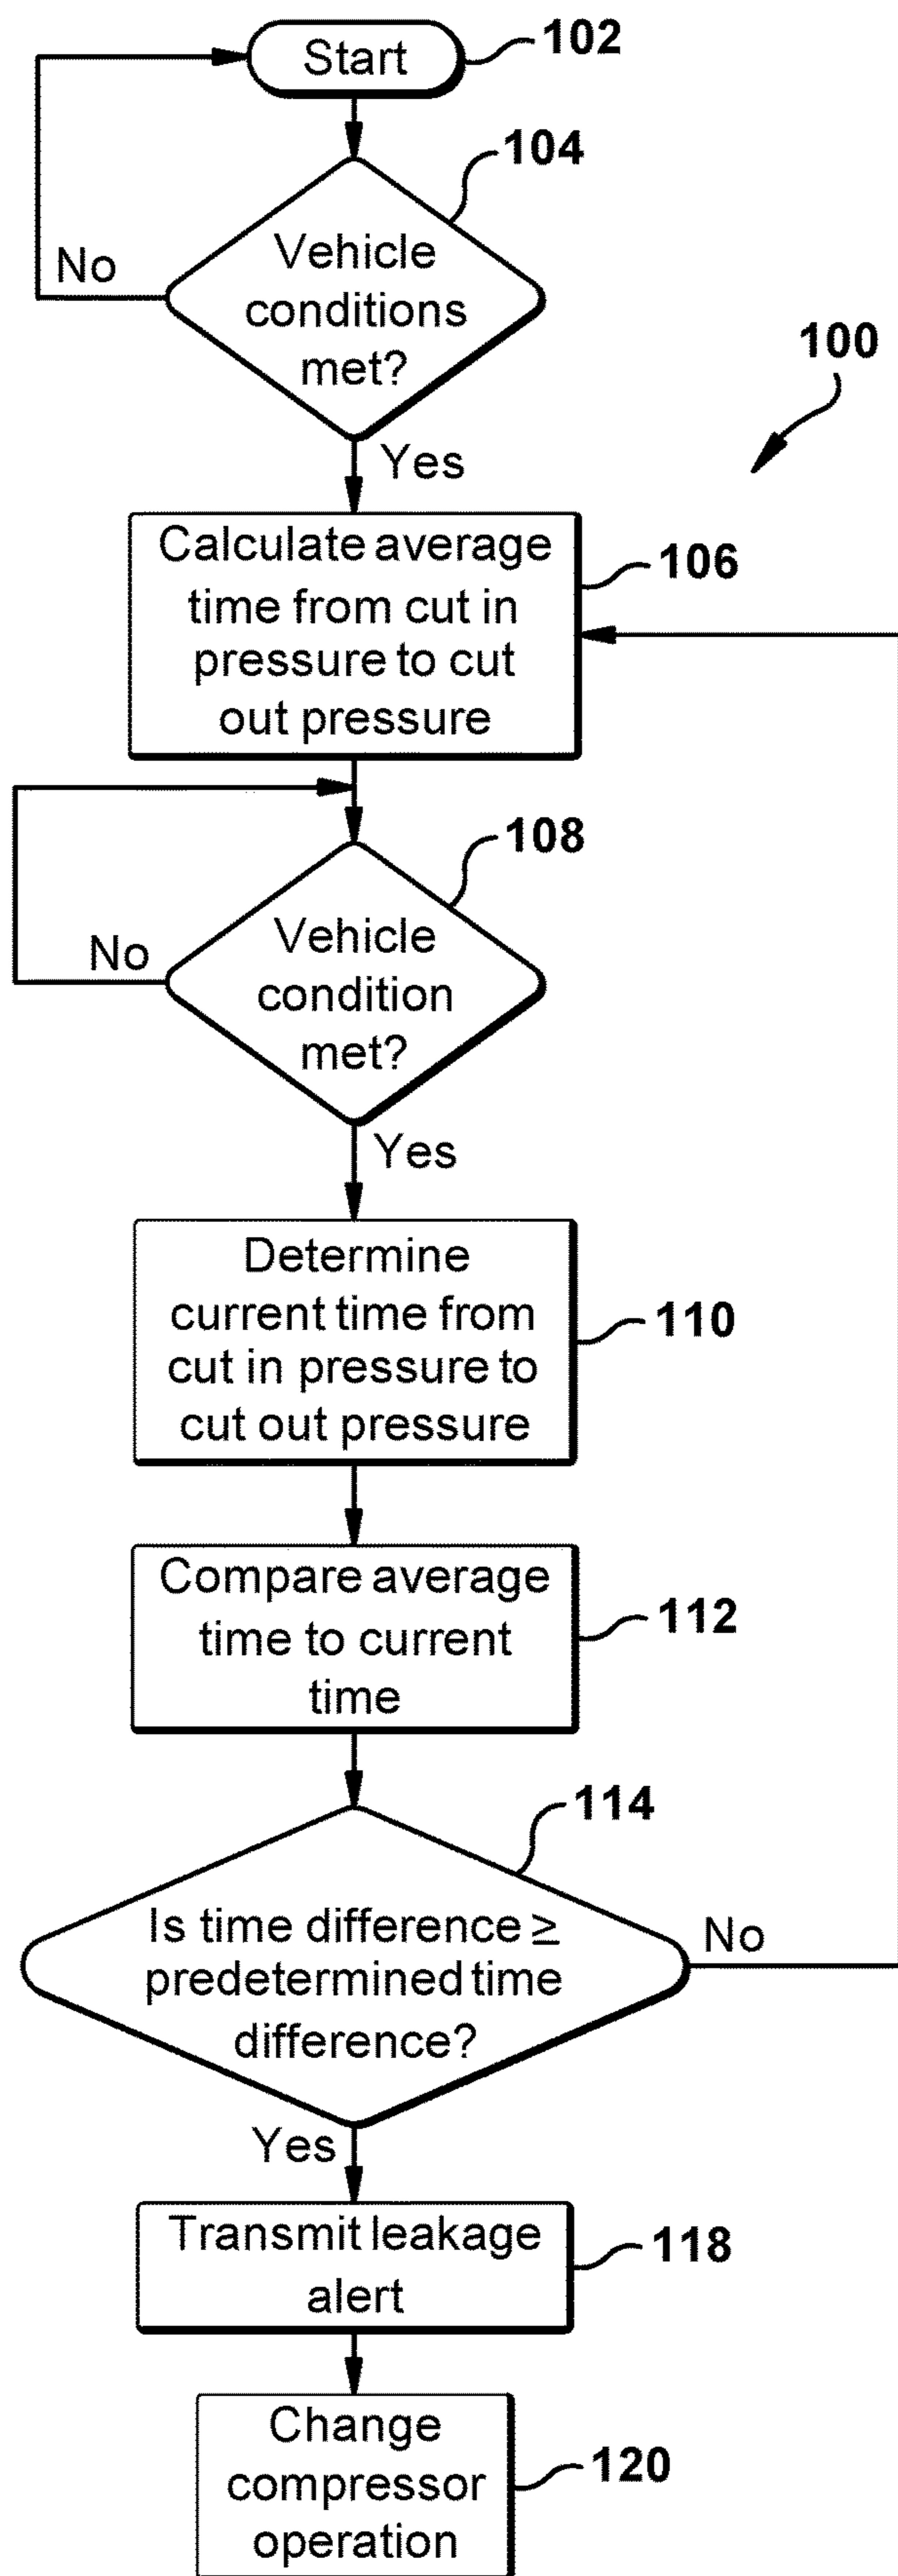 Start
102
104
Vehicle
conditions
met?
No
100
Yes
Calculate average
time from cut in
pressure to cut
out pressure
106
108
Vehicle
condition
met?
No
Yes
Determine
current time from
cut in pressure to
cut out pressure
110
Compare average
time to current
time
112
114
Is time difference ≥
predetermined time
difference?
No
Yes
Transmit leakage
alert
118
Change
compressor
operation
120